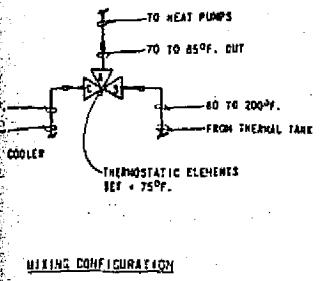 TO HEAT PUMPS
70 TO 85°F. OUT
A
C B
60 TO 200°F.
FROM THERMAL TANK
COOLER
THERMOSTATIC ELEMENTS
SET = 75°F.
MIXING CONFIGURATION